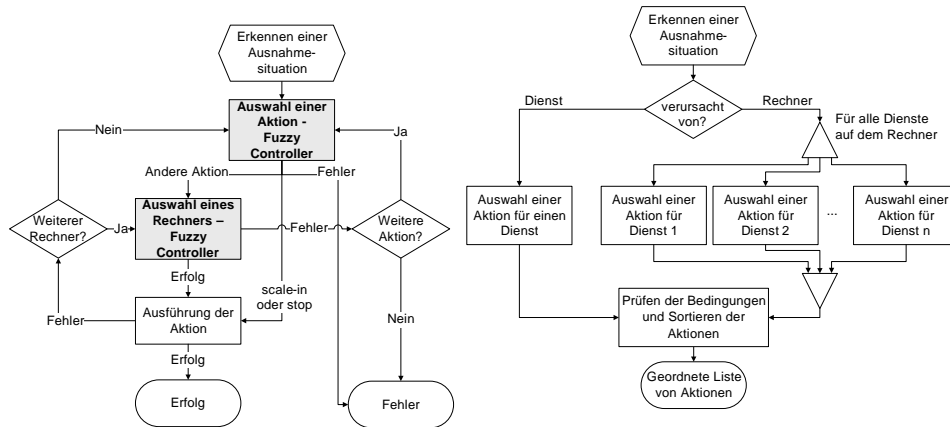 Erkennen einer
Ausnahme-
situation
Auswahl einer
Aktion -
Fuzzy
Controller
Nein
Ja
Andere Aktion
Fehler
Weiterer
Rechner?
Ja
Auswahl eines
Rechners –
Fuzzy
Controller
Fehler
Weitere
Aktion?
Erfolg
scale-in
oder stop
Fehler
Ausführung der
Aktion
Nein
Erfolg
Erfolg
Fehler
Erkennen einer
Ausnahme-
situation
Dienst
verursacht
von?
Rechner
Für alle Dienste
auf dem Rechner
Auswahl einer
Aktion für einen
Dienst
Auswahl einer
Aktion für
Dienst 1
Auswahl einer
Aktion für
Dienst 2
...
Auswahl einer
Aktion für
Dienst n
Prüfen der Bedingungen
und Sortieren der
Aktionen
Geordnete Liste
von Aktionen